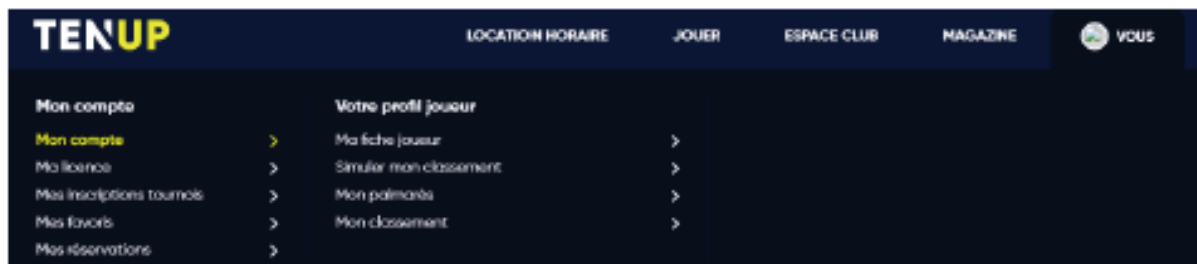 TENUP
LOCATION HORAIRE
JOUER
ESPACE CLUB
MAGAZINE
VOUS
Mon compte
Mon compte
Ma licence
Mes inscriptions tournois
Mes favoris
Mes réservations
Votre profil joueur
Ma fiche joueur
Simuler mon classement
Mon palmarès
Mon classement